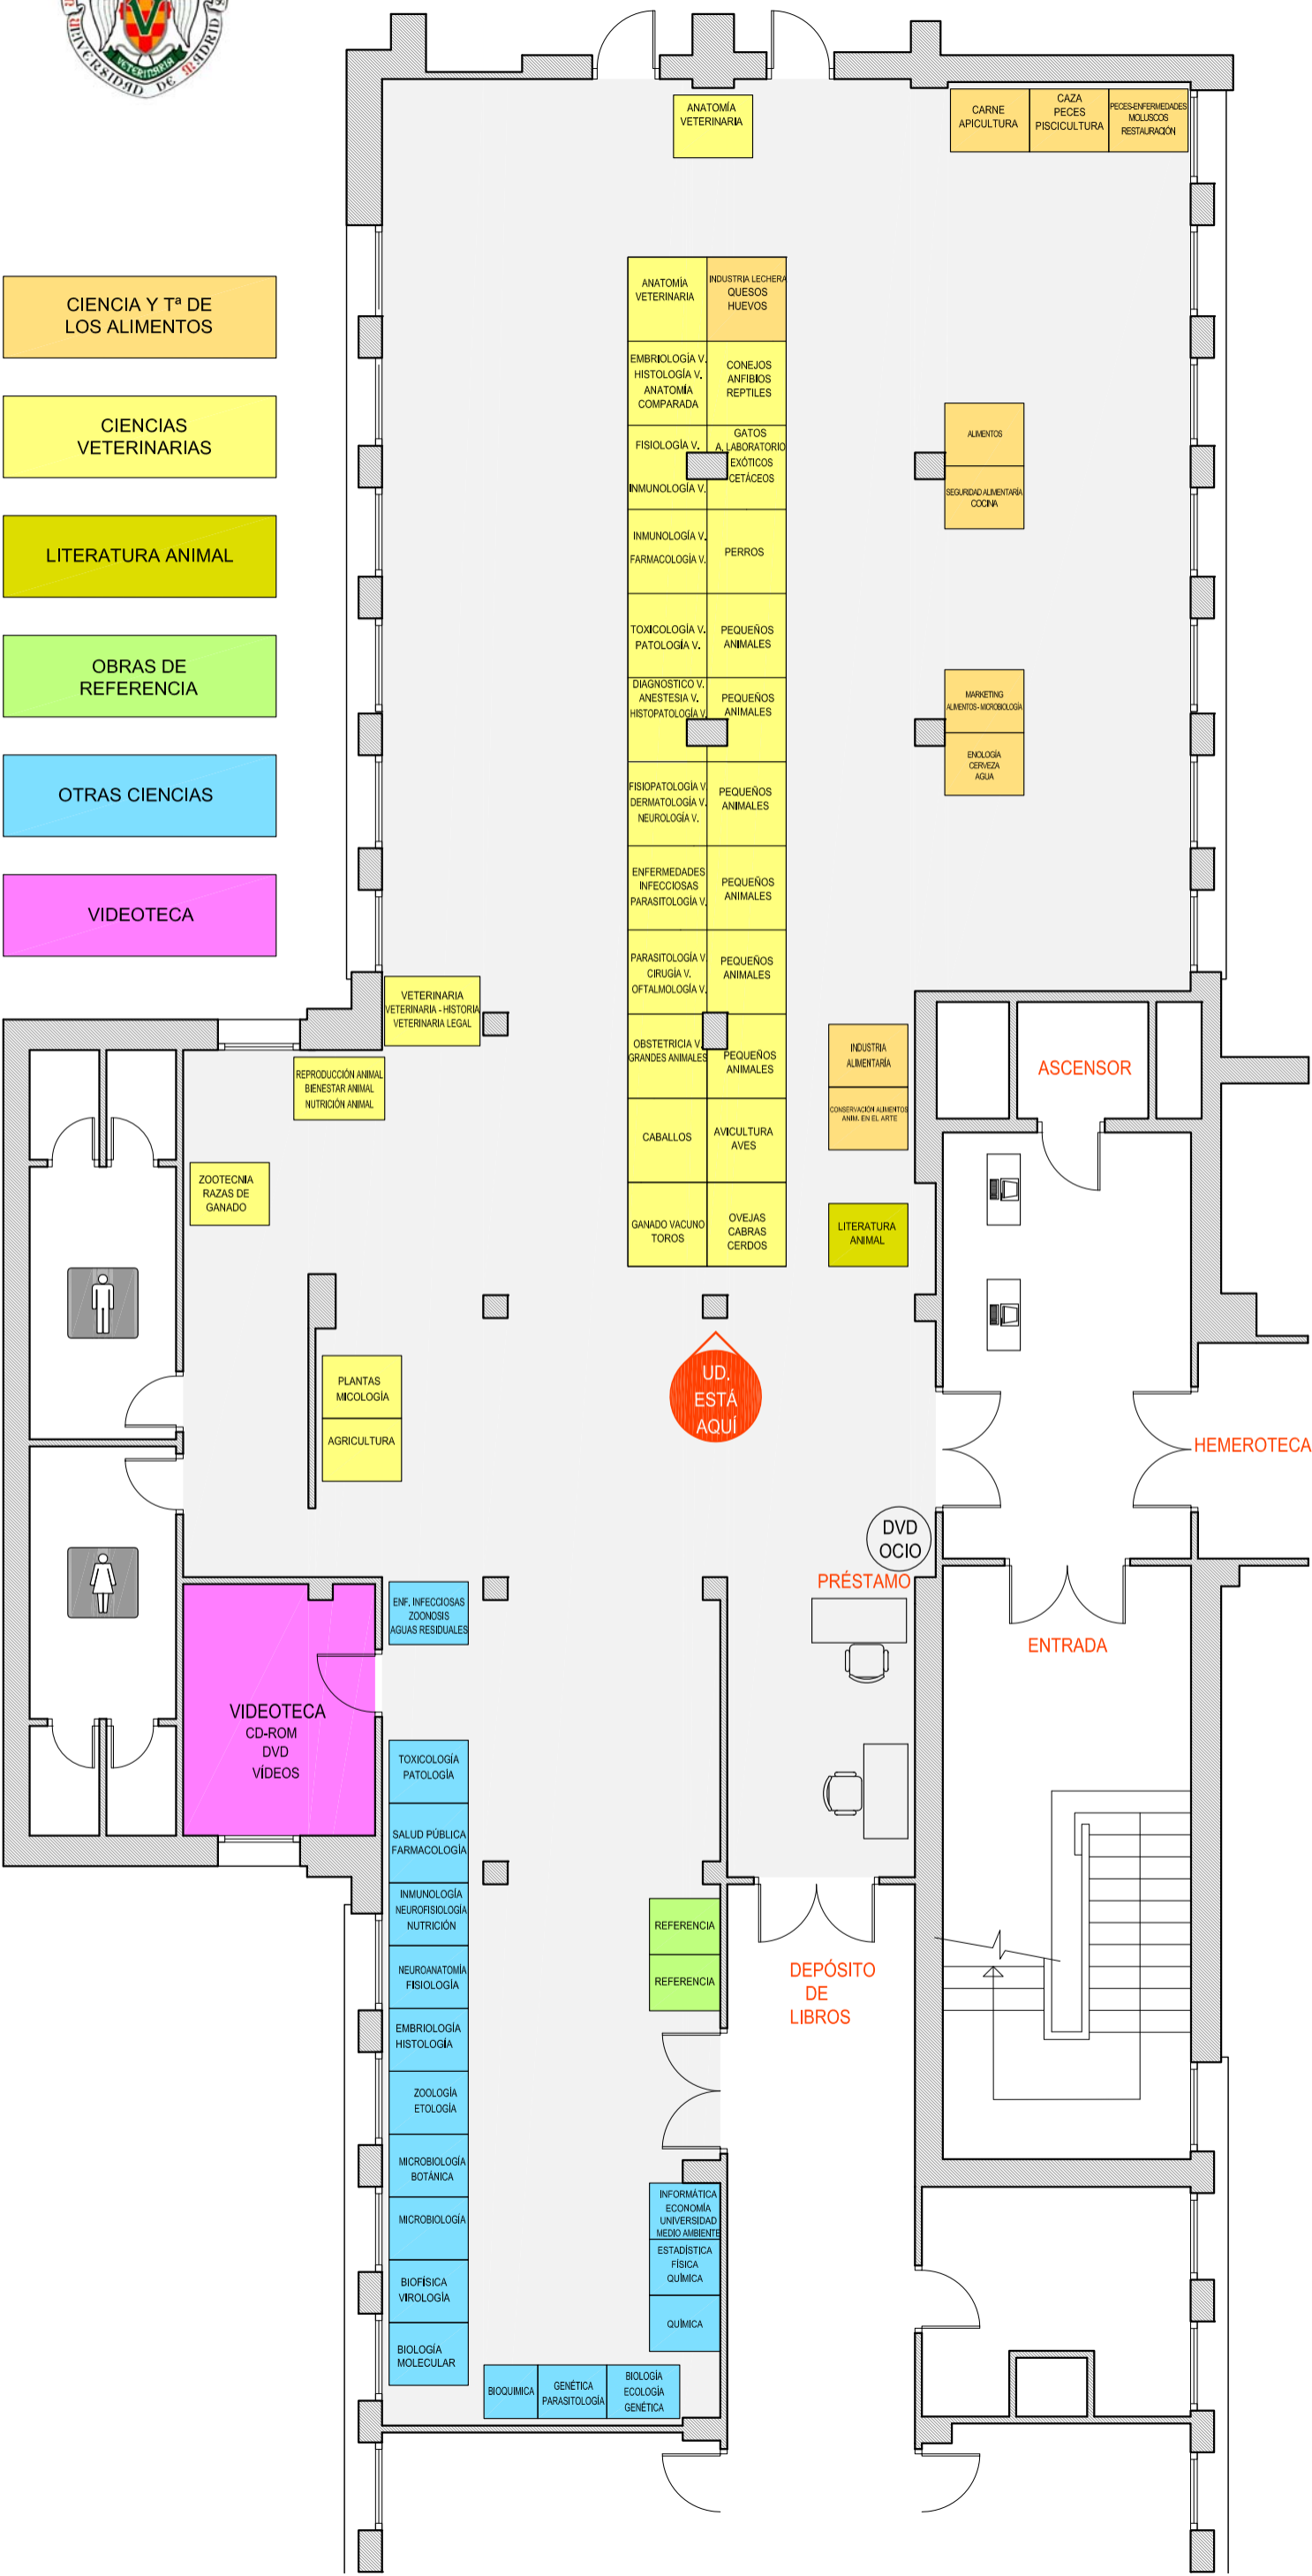 UNIVERSIDAD DE MADRID
VETERINARIA
CIENCIA Y Tª DE
LOS ALIMENTOS
CIENCIAS
VETERINARIAS
LITERATURA ANIMAL
OBRAS DE
REFERENCIA
OTRAS CIENCIAS
VIDEOTECA
ANATOMÍA
VETERINARIA
CARNE
APICULTURA
CAZA
PECES
PISCICULTURA
PECES-ENFERMEDADES
MOLUSCOS
RESTAURACIÓN
ANATOMÍA
VETERINARIA
INDUSTRIA LECHERA
QUESOS
HUEVOS
EMBRIOLOGÍA V.
HISTOLOGÍA V.
ANATOMÍA
COMPARADA
CONEJOS
ANFIBIOS
REPTILES
FISIOLOGÍA V.
INMUNOLOGÍA V.
GATOS
A. LABORATORIO
EXÓTICOS
CETÁCEOS
INMUNOLOGÍA V.
FARMACOLOGÍA V.
PERROS
TOXICOLOGÍA V.
PATOLOGÍA V.
PEQUEÑOS
ANIMALES
DIAGNOSTICO V.
ANESTESIA V.
HISTOPATOLOGÍA V.
PEQUEÑOS
ANIMALES
FISIOPATOLOGÍA V.
DERMATOLOGÍA V.
NEUROLOGÍA V.
PEQUEÑOS
ANIMALES
ENFERMEDADES
INFECCIOSAS
PARASITOLOGÍA V.
PEQUEÑOS
ANIMALES
PARASITOLOGÍA V.
CIRUGÍA V.
OFTALMOLOGÍA V.
PEQUEÑOS
ANIMALES
OBSTETRICIA V.
GRANDES ANIMALES
PEQUEÑOS
ANIMALES
CABALLOS
AVICULTURA
AVES
GANADO VACUNO
TOROS
OVEJAS
CABRAS
CERDOS
ALIMENTOS
SEGURIDAD ALIMENTARÍA
COCINA
MARKETING
ALIMENTOS - MICROBIOLOGÍA
ENOLOGÍA
CERVEZA
AGUA
VETERINARIA
VETERINARIA - HISTORIA
VETERINARIA LEGAL
REPRODUCCIÓN ANIMAL
BIENESTAR ANIMAL
NUTRICIÓN ANIMAL
ZOOTECNIA
RAZAS DE
GANADO
INDUSTRIA
ALIMENTARÍA
CONSERVACIÓN ALIMENTOS
ANIM. EN EL ARTE
LITERATURA
ANIMAL
ASCENSOR
PLANTAS
MICOLOGÍA
AGRICULTURA
UD.
ESTÁ
AQUÍ
HEMEROTECA
DVD
OCIO
PRÉSTAMO
ENTRADA
ENF. INFECCIOSAS
ZOONOSIS
AGUAS RESIDUALES
VIDEOTECA
CD-ROM
DVD
VÍDEOS
TOXICOLOGÍA
PATOLOGÍA
SALUD PÚBLICA
FARMACOLOGÍA
INMUNOLOGÍA
NEUROFISIOLOGÍA
NUTRICIÓN
NEUROANATOMÍA
FISIOLOGÍA
EMBRIOLOGÍA
HISTOLOGÍA
ZOOLOGÍA
ETOLOGÍA
MICROBIOLOGÍA
BOTÁNICA
MICROBIOLOGÍA
BIOFÍSICA
VIROLOGÍA
BIOLOGÍA
MOLECULAR
REFERENCIA
REFERENCIA
DEPÓSITO
DE
LIBROS
INFORMÁTICA
ECONOMÍA
UNIVERSIDAD
MEDIO AMBIENTE
ESTADÍSTICA
FÍSICA
QUÍMICA
QUÍMICA
BIOQUIMICA
GENÉTICA
PARASITOLOGÍA
BIOLOGÍA
ECOLOGÍA
GENÉTICA